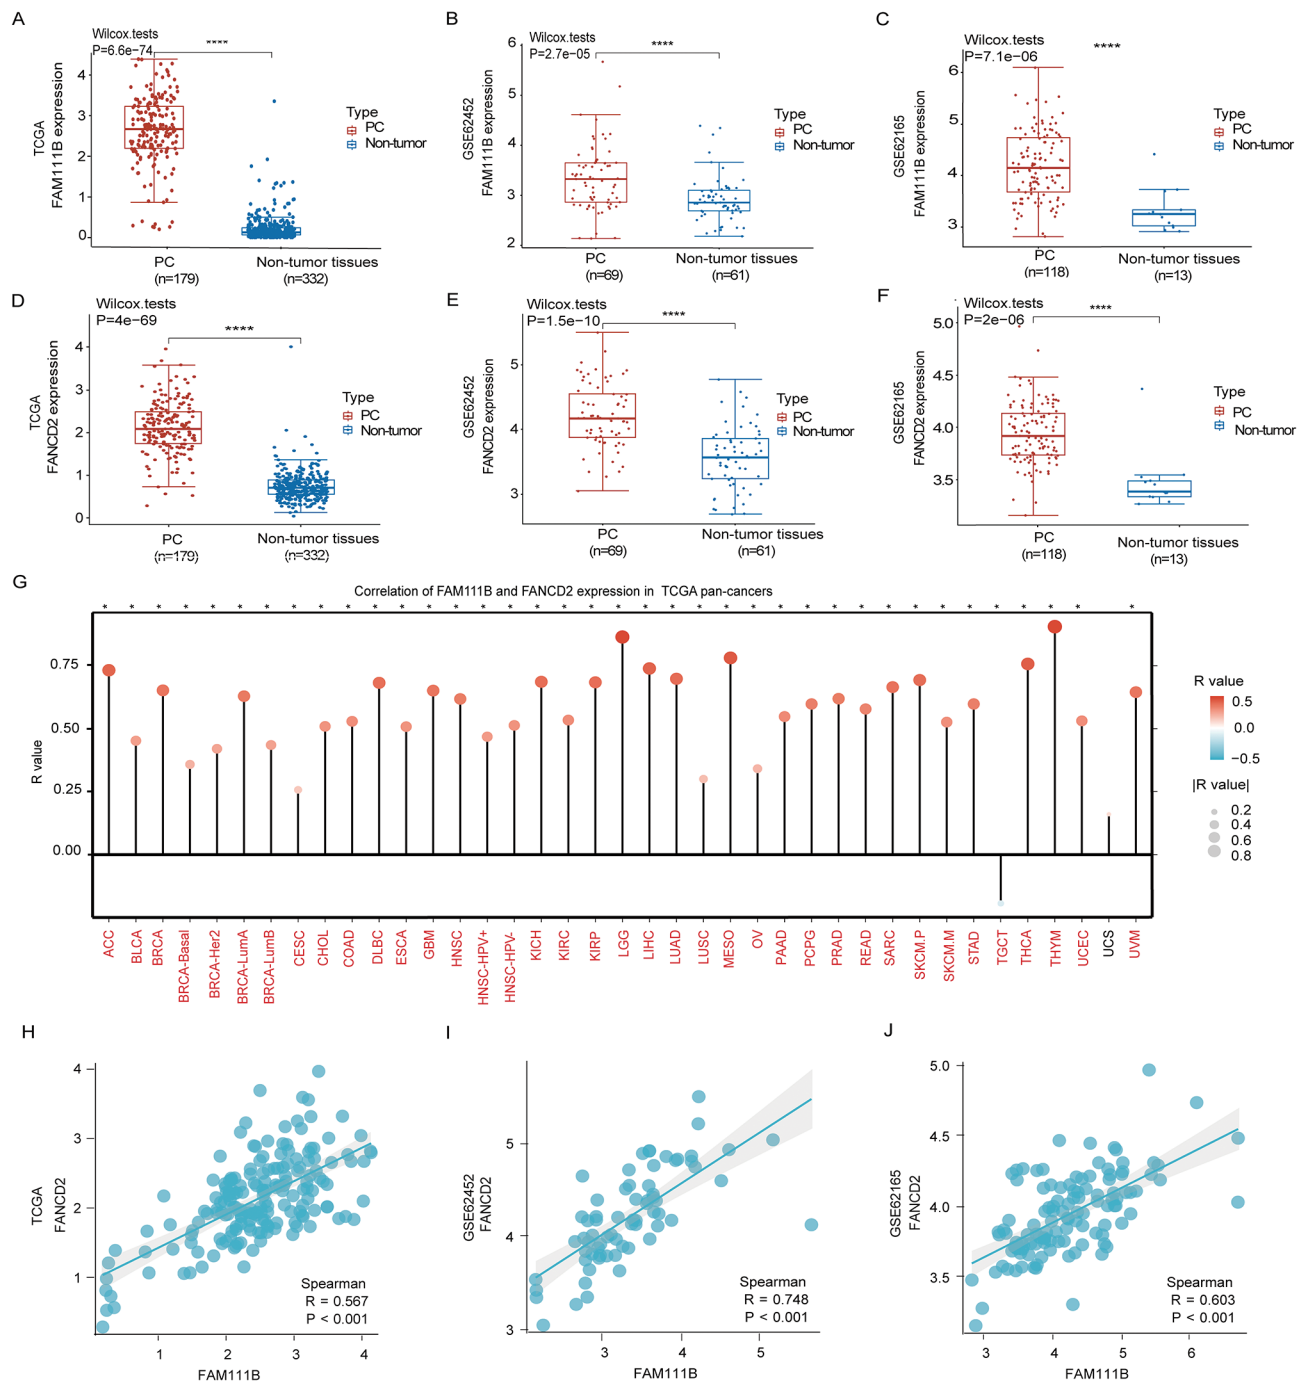 A
Wilcox.tests
P=6.6e−74
****
TCGA
FAM111B expression
4
3
2
1
0
Type
PC
Non-tumor
PC
(n=179)
Non-tumor tissues
(n=332)
B
Wilcox.tests
P=2.7e−05
****
GSE62452
FAM111B expression
6
5
4
3
2
Type
PC
Non-tumor
PC
(n=69)
Non-tumor tissues
(n=61)
C
Wilcox.tests
P=7.1e−06
****
GSE62165
FAM111B expression
6
5
4
3
Type
PC
Non-tumor
PC
(n=118)
Non-tumor tissues
(n=13)
D
Wilcox.tests
P=4e−69
****
TCGA
FANCD2 expression
4
3
2
1
0
Type
PC
Non-tumor
PC
(n=179)
Non-tumor tissues
(n=332)
E
Wilcox.tests
P=1.5e−10
****
GSE62452
FANCD2 expression
5
4
3
Type
PC
Non-tumor
PC
(n=69)
Non-tumor tissues
(n=61)
F
Wilcox.tests
P=2e−06
****
GSE62165
FANCD2 expression
5.0
4.5
4.0
3.5
Type
PC
Non-tumor
PC
(n=118)
Non-tumor tissues
(n=13)
G
Correlation of FAM111B and FANCD2 expression in TCGA pan-cancers
* * * * * * * * * * * * * * * * * * * * * * * * * * * * * * * * * * * * * *
R value
0.75
0.50
0.25
0.00
ACC
BLCA
BRCA
BRCA-Basal
BRCA-Her2
BRCA-LumA
BRCA-LumB
CESC
CHOL
COAD
DLBC
ESCA
GBM
HNSC
HNSC-HPV+
HNSC-HPV-
KICH
KIRC
KIRP
LGG
LIHC
LUAD
LUSC
MESO
OV
PAAD
PCPG
PRAD
READ
SARC
SKCM.P
SKCM.M
STAD
TGCT
THCA
THYM
UCEC
UCS
UVM
R value
0.5
0.0
−0.5
|R value|
0.2
0.4
0.6
0.8
H
TCGA
FANCD2
4
3
2
1
Spearman
R = 0.567
P < 0.001
1
2
3
4
FAM111B
I
GSE62452
FANCD2
5
4
3
Spearman
R = 0.748
P < 0.001
3
4
5
FAM111B
J
GSE62165
FANCD2
5.0
4.5
4.0
3.5
Spearman
R = 0.603
P < 0.001
3
4
5
6
FAM111B